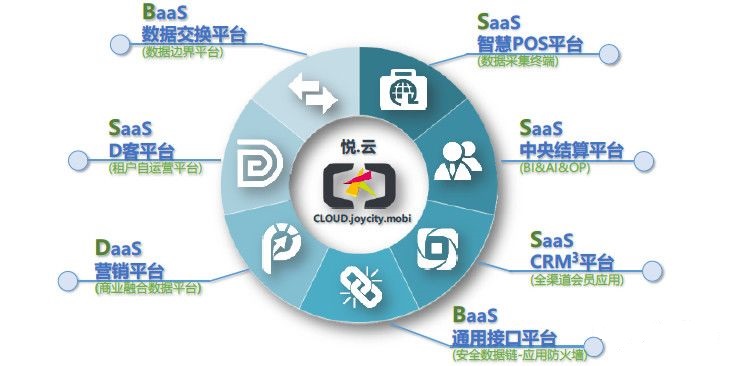 BaaS
数据交换平台
(数据边界平台)
SaaS
智慧POS平台
(数据采集终端)
SaaS
D客平台
(租户自运营平台)
悦.云
CLOUD.joycity.mobi
SaaS
中央结算平台
(BI&AI&OP)
DaaS
营销平台
(商业融合数据平台)
SaaS
CRM³平台
(全渠道会员应用)
BaaS
通用接口平台
(安全数据链-应用防火墙)